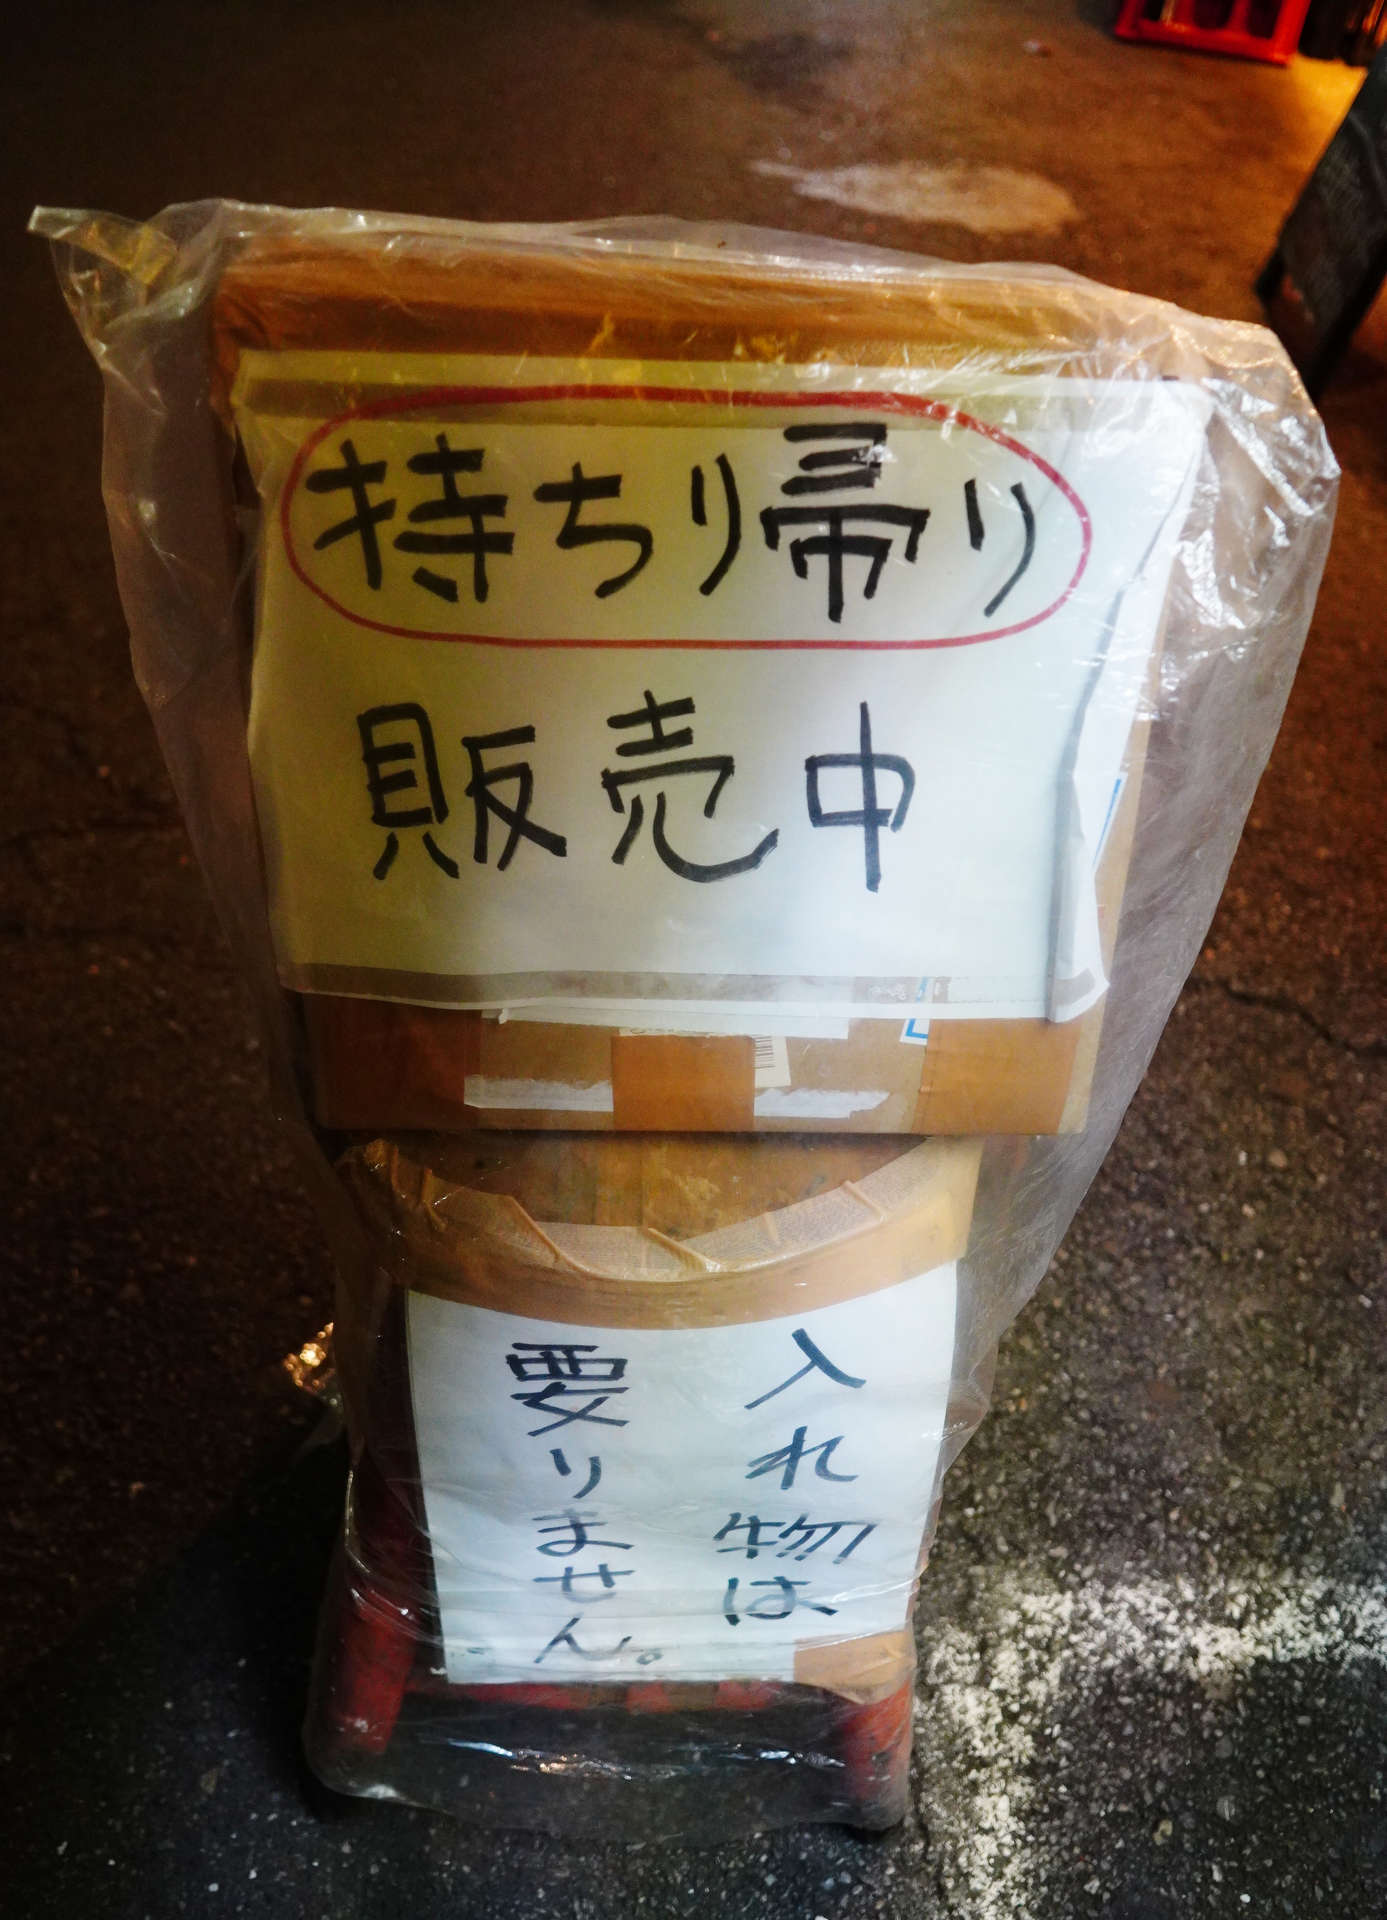 持ち帰り
販売中
入れ物は
要りません。